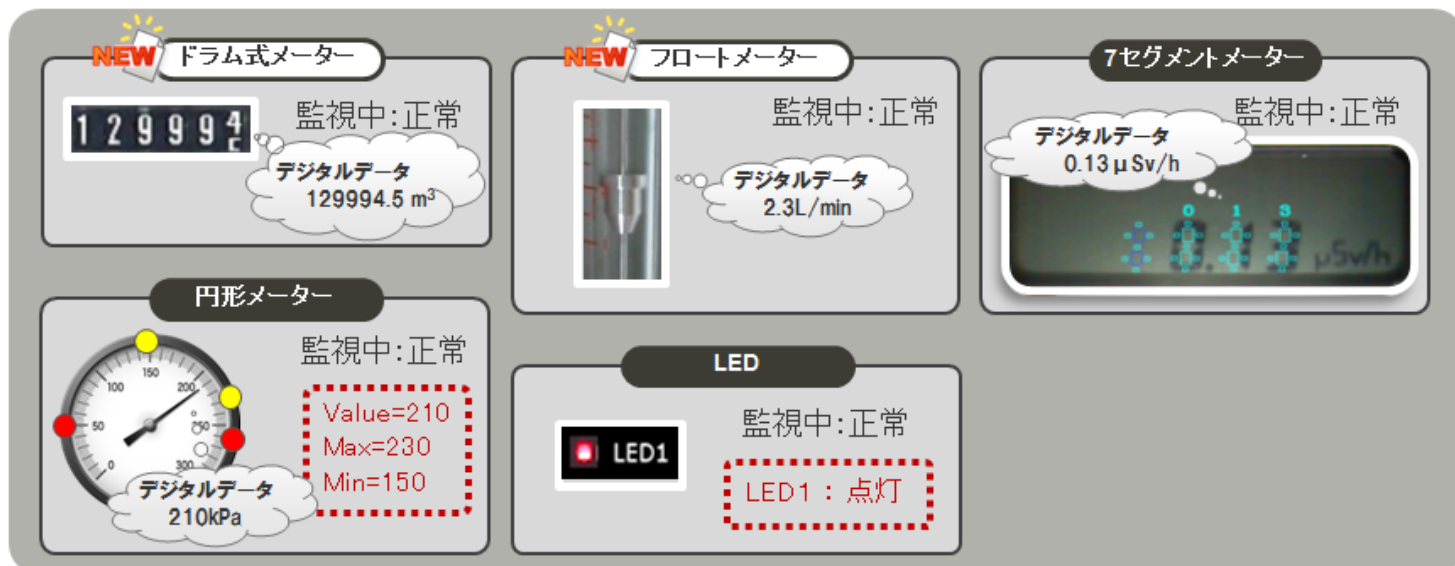 NEW ドラム式メーター
129994
監視中:正常
デジタルデータ
129994.5 m³
NEW フロートメーター
監視中:正常
デジタルデータ
2.3L/min
7セグメントメーター
監視中:正常
デジタルデータ
0.13μSv/h
0 1 3
0.13 μSv/h
円形メーター
監視中:正常
0 50 100 150 200 250 300
Value=210
Max=230
Min=150
デジタルデータ
210kPa
LED
監視中:正常
LED1
LED1：点灯